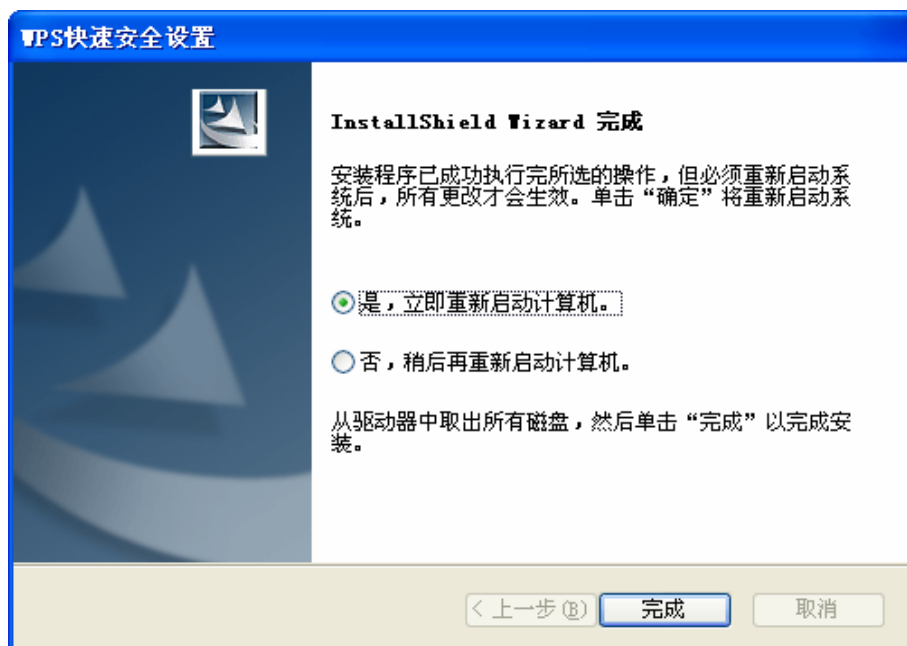 WPS快速安全设置
InstallShield Wizard 完成
安装程序已成功执行完所选的操作，但必须重新启动系
统后，所有更改才会生效。单击“确定”将重新启动系
统。
是，立即重新启动计算机。
否，稍后再重新启动计算机。
从驱动器中取出所有磁盘，然后单击“完成”以完成安
装。
< 上一步(B) 完成 取消